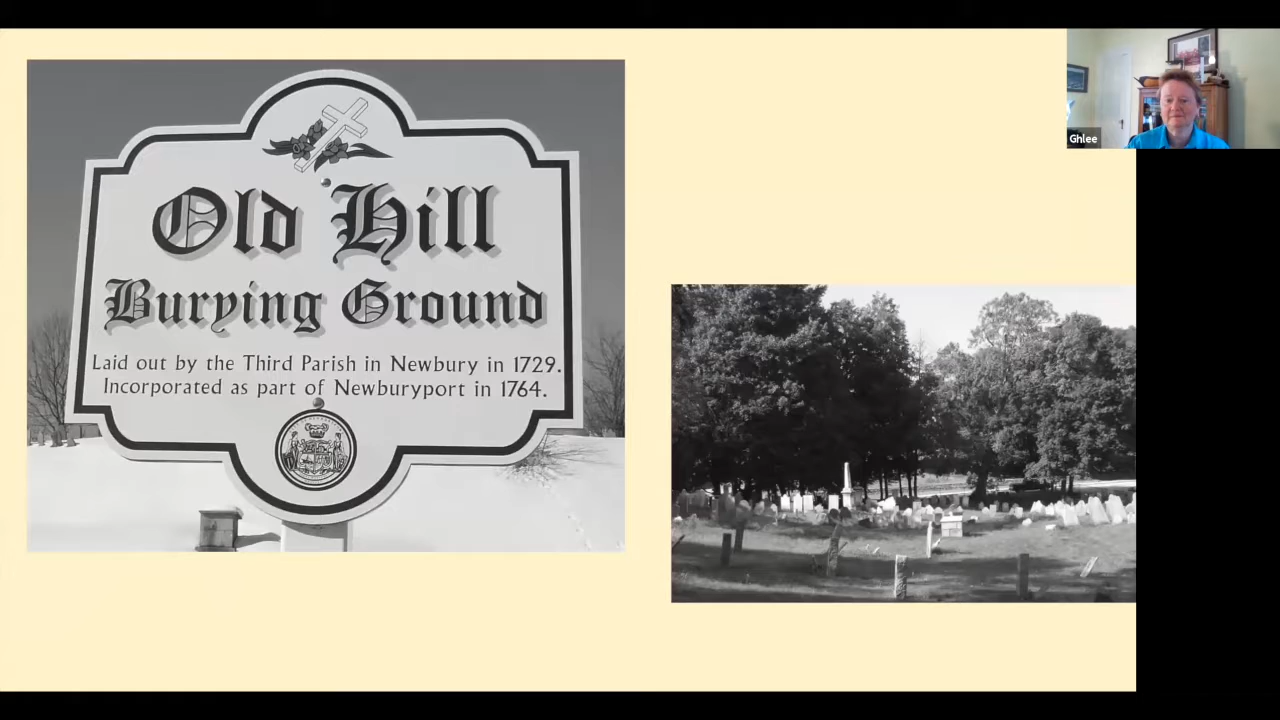 Old Hill
Burying Ground
Laid out by the Third Parish in Newbury in 1729.
Incorporated as part of Newburyport in 1764.
Ghlee